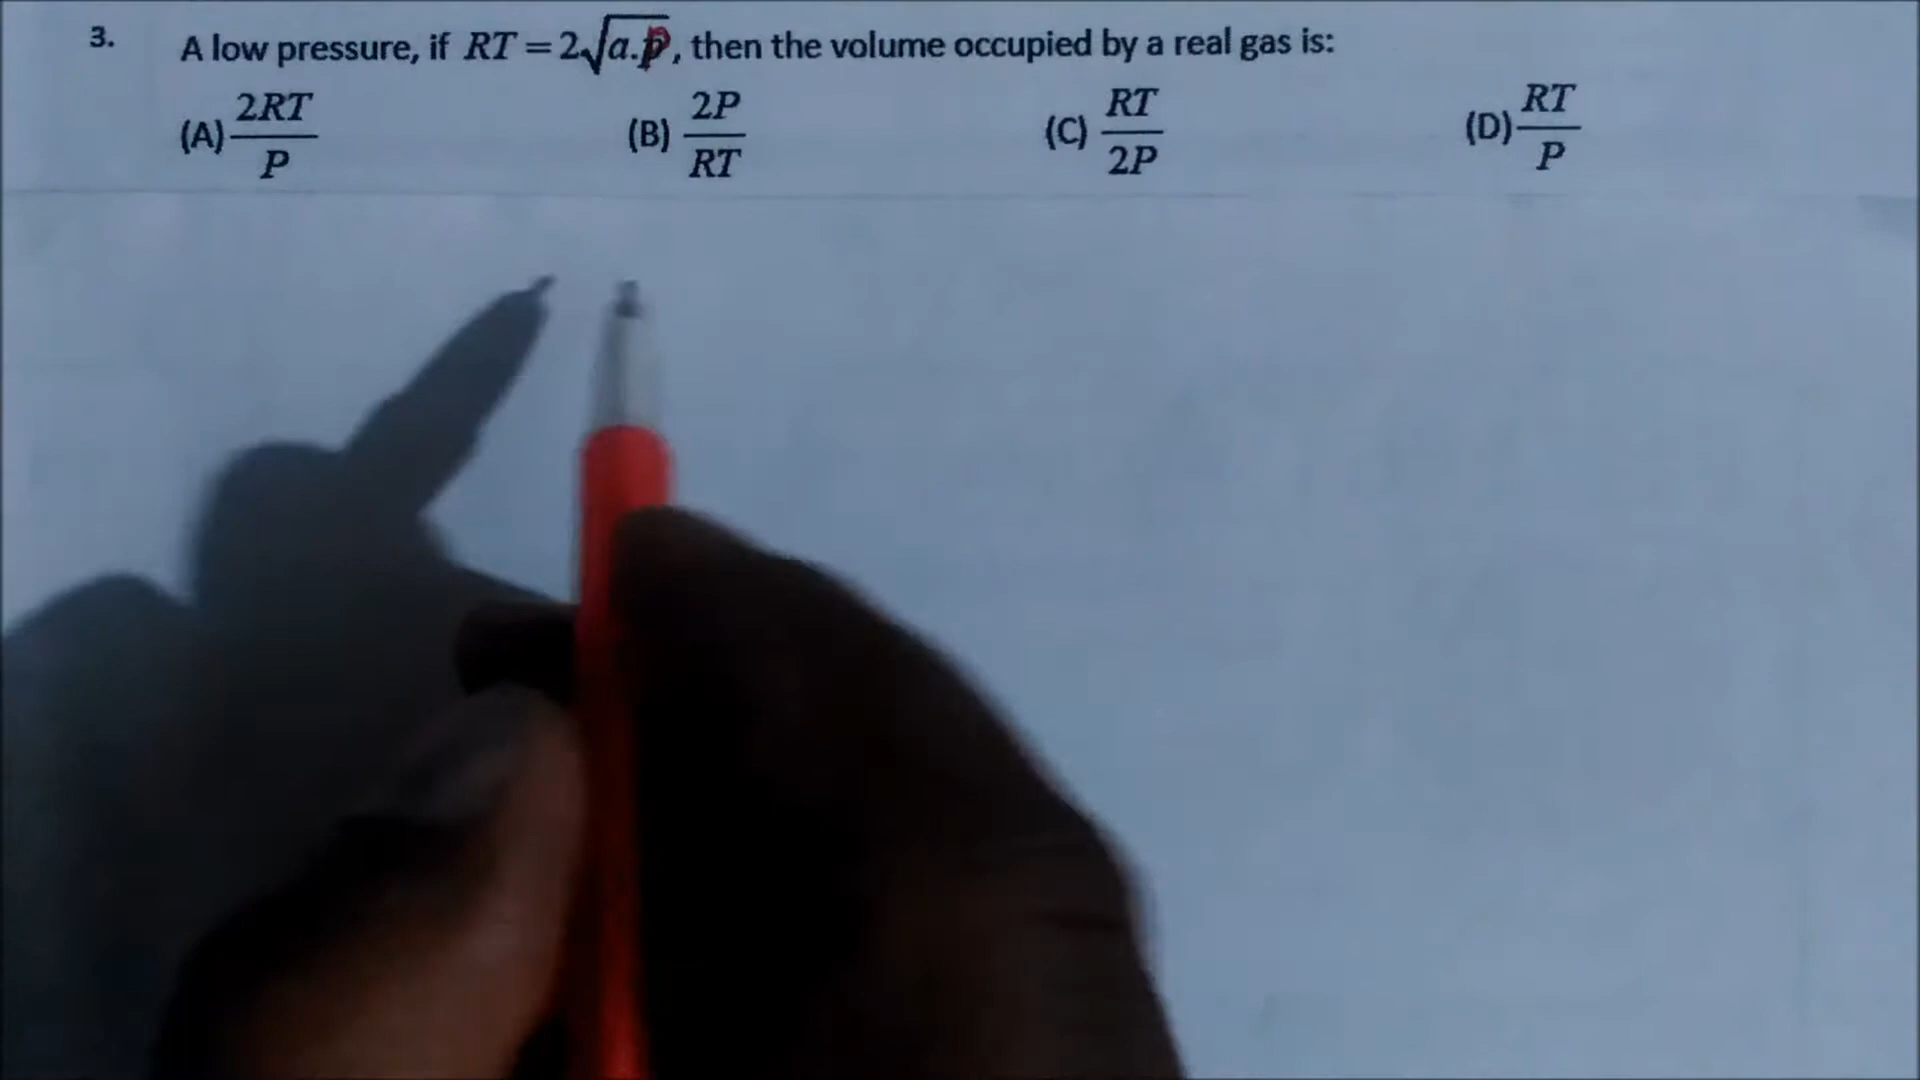 3. A low pressure, if RT = 2√a.p, then the volume occupied by a real gas is:
(A) 2RT/P (B) 2P/RT (C) RT/2P (D) RT/P